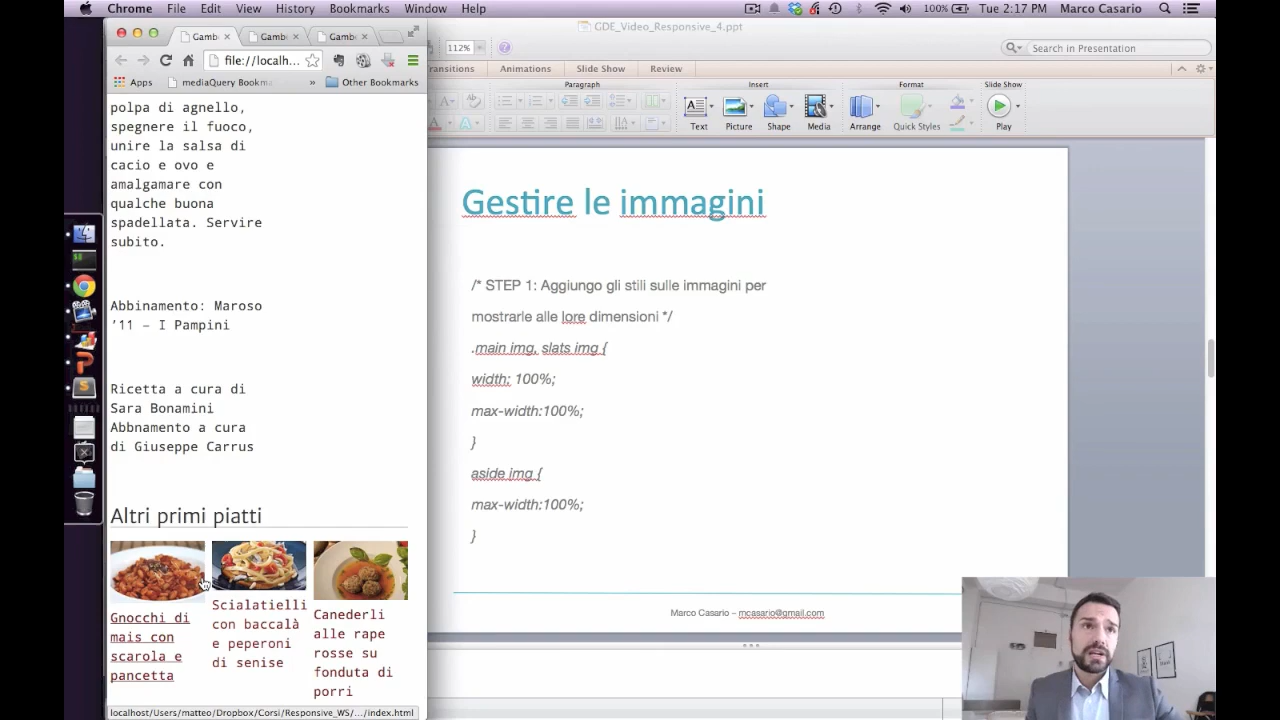 Chrome File Edit View History Bookmarks Window Help
100% Tue 2:17 PM Marco Casario
GDE_Video_Responsive_4.ppt
Gambe × Gambe × Gambe ×
112%
Search in Presentation
file://localh...
ransitions Animations Slide Show Review
Apps mediaQuery Bookm » Other Bookmarks
Paragraph Insert Format Slide Show
Text Picture Shape Media Arrange Quick Styles Play
polpa di agnello,
spegnere il fuoco,
unire la salsa di
cacio e ovo e
amalgamare con
qualche buona
spadellata. Servire
subito.
Abbinamento: Maroso
’11 – I Pampini
Ricetta a cura di
Sara Bonamini
Abbnamento a cura
di Giuseppe Carrus
Altri primi piatti
Gnocchi di
mais con
scarola e
pancetta
Scialatielli
con baccalà
e peperoni
di senise
Canederli
alle rape
rosse su
fonduta di
porri
localhost/Users/matteo/Dropbox/Corsi/Responsive_WS/.../index.html
Gestire le immagini
/* STEP 1: Aggiungo gli stili sulle immagini per
mostrarle alle lore dimensioni */
.main img, slats img {
width; 100%;
max-width:100%;
}
aside img {
max-width:100%;
}
Marco Casario – mcasario@gmail.com